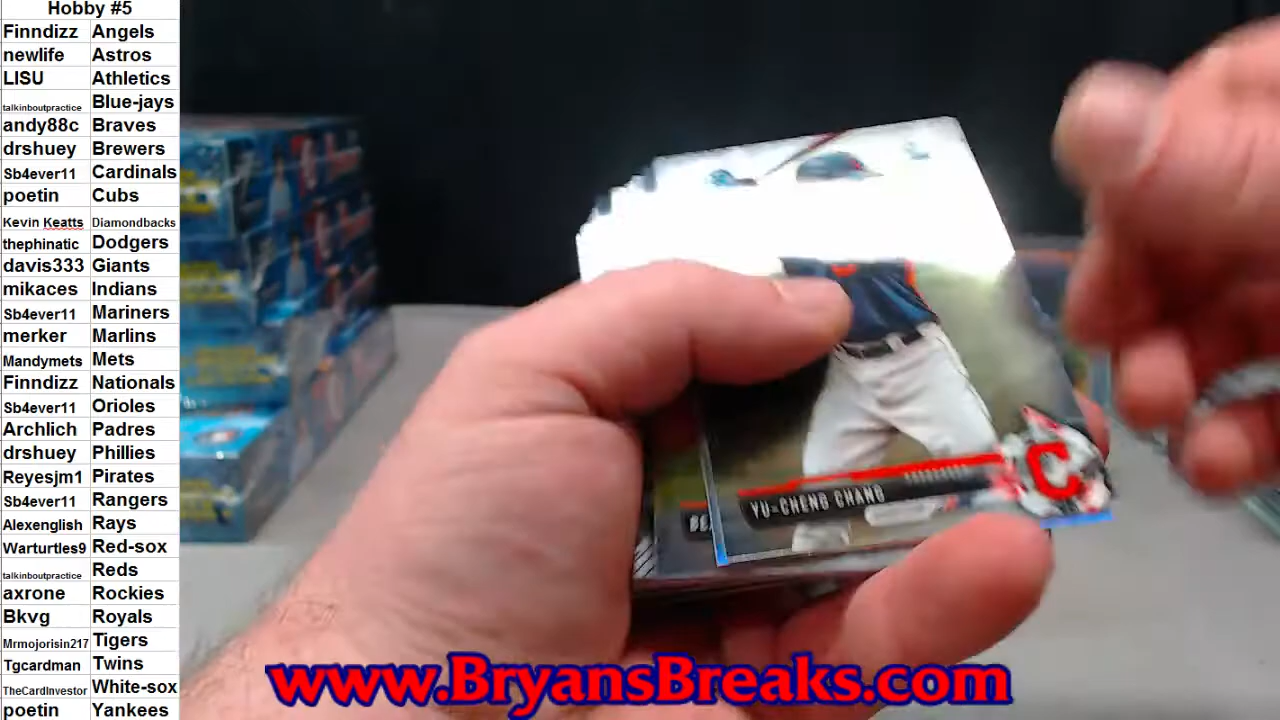 Hobby #5
Finndizz Angels
newlife Astros
LISU Athletics
talkinboutpractice Blue-jays
andy88c Braves
drshuey Brewers
Sb4ever11 Cardinals
poetin Cubs
Kevin Keatts Diamondbacks
thephinatic Dodgers
davis333 Giants
mikaces Indians
Sb4ever11 Mariners
merker Marlins
Mandymets Mets
Finndizz Nationals
Sb4ever11 Orioles
Archlich Padres
drshuey Phillies
Reyesjm1 Pirates
Sb4ever11 Rangers
Alexenglish Rays
Warturtles9 Red-sox
talkinboutpractice Reds
axrone Rockies
Bkvg Royals
Mrmojorisin217 Tigers
Tgcardman Twins
TheCardInvestor White-sox
poetin Yankees
C
YU-CHENG CHANG
www.BryansBreaks.com